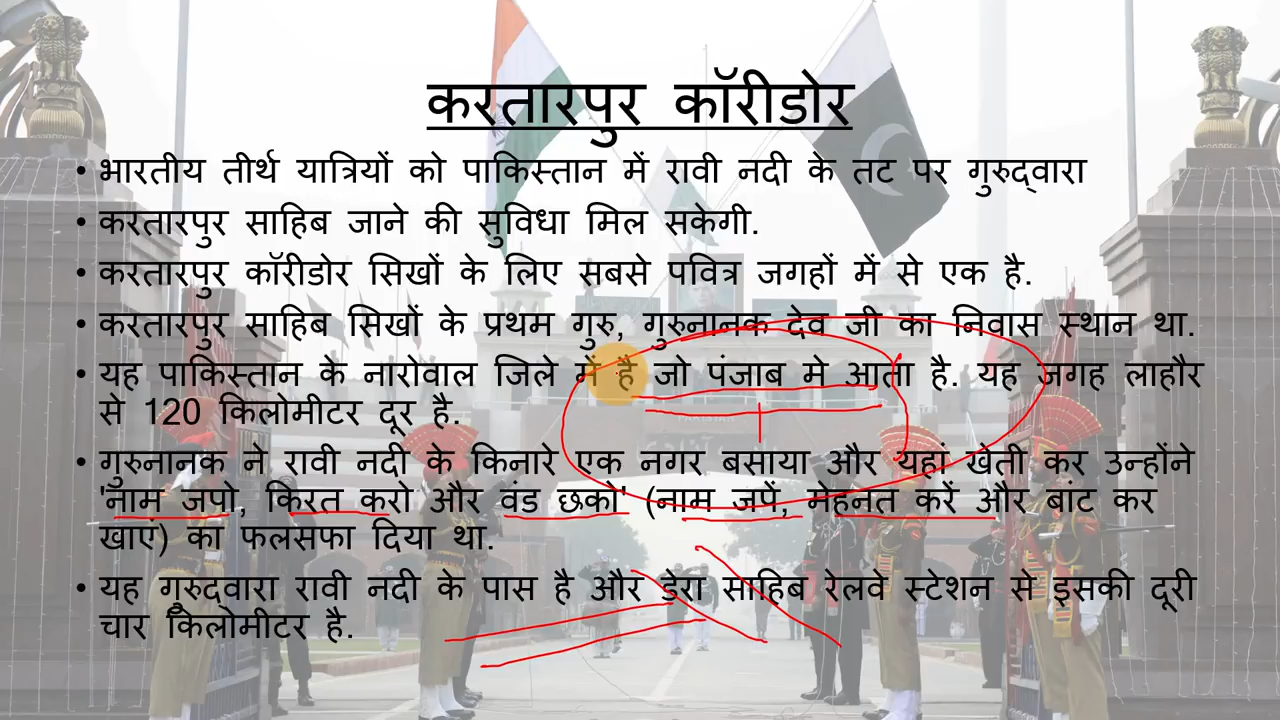 करतारपुर कॉरीडोर
• भारतीय तीर्थ यात्रियों को पाकिस्तान में रावी नदी के तट पर गुरुद्वारा
• करतारपुर साहिब जाने की सुविधा मिल सकेगी.
• करतारपुर कॉरीडोर सिखों के लिए सबसे पवित्र जगहों में से एक है.
• करतारपुर साहिब सिखों के प्रथम गुरु, गुरुनानक देव जी का निवास स्थान था.
• यह पाकिस्तान के नारोवाल जिले में है जो पंजाब मे आता है. यह जगह लाहौर
से 120 किलोमीटर दूर है.
• गुरुनानक ने रावी नदी के किनारे एक नगर बसाया और यहां खेती कर उन्होंने
'नाम जपो, किरत करो और वंड छको' (नाम जपें, मेहनत करें और बांट कर
खाएं) का फलसफा दिया था.
• यह गुरुद्वारा रावी नदी के पास है और डेरा साहिब रेलवे स्टेशन से इसकी दूरी
चार किलोमीटर है.